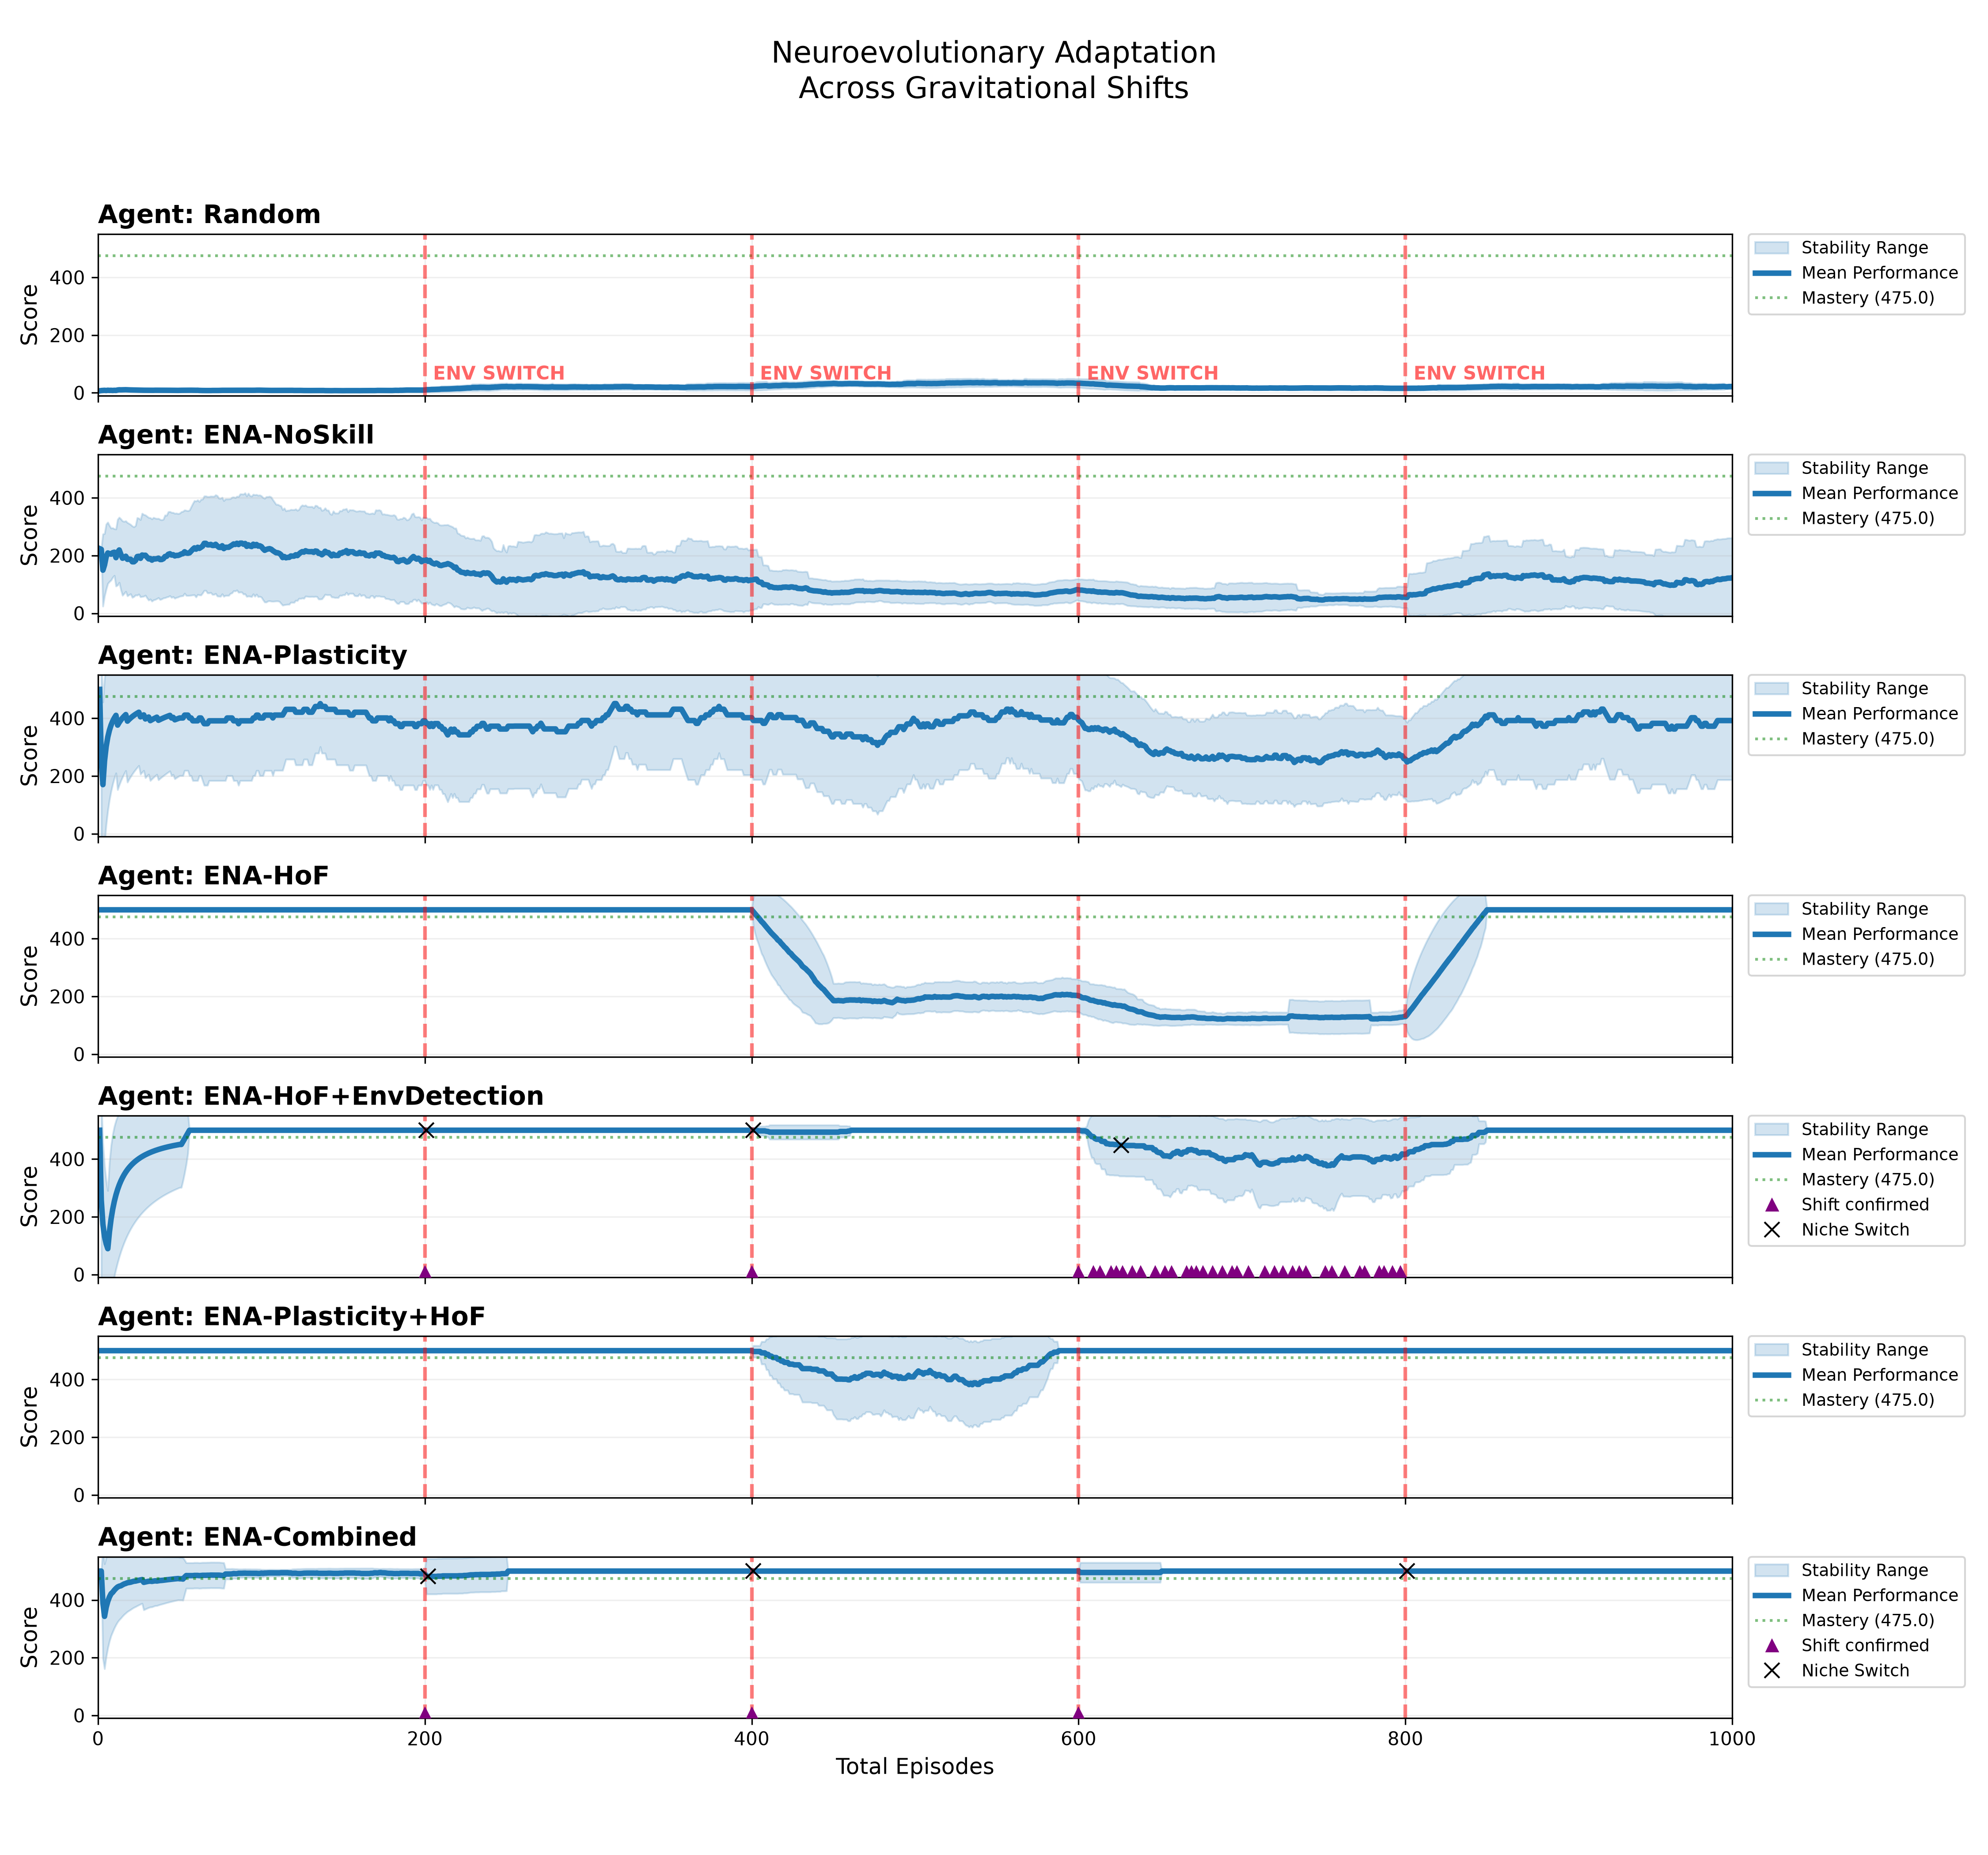 Neuroevolutionary Adaptation
Across Gravitational Shifts
Agent: Random
Score
400
200
0
ENV SWITCH
ENV SWITCH
ENV SWITCH
ENV SWITCH
Stability Range
Mean Performance
Mastery (475.0)
Agent: ENA-NoSkill
Score
400
200
0
Stability Range
Mean Performance
Mastery (475.0)
Agent: ENA-Plasticity
Score
400
200
0
Stability Range
Mean Performance
Mastery (475.0)
Agent: ENA-HoF
Score
400
200
0
Stability Range
Mean Performance
Mastery (475.0)
Agent: ENA-HoF+EnvDetection
Score
400
200
0
Stability Range
Mean Performance
Mastery (475.0)
Shift confirmed
Niche Switch
Agent: ENA-Plasticity+HoF
Score
400
200
0
Stability Range
Mean Performance
Mastery (475.0)
Agent: ENA-Combined
Score
400
200
0
Stability Range
Mean Performance
Mastery (475.0)
Shift confirmed
Niche Switch
0 200 400 600 800 1000
Total Episodes